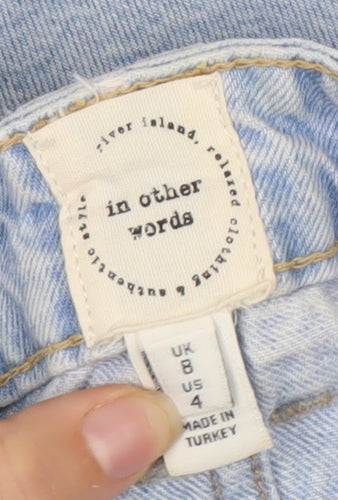 river island, relaxed clothing & authentic style
in other
words
UK
8
US
4
MADE IN
TURKEY